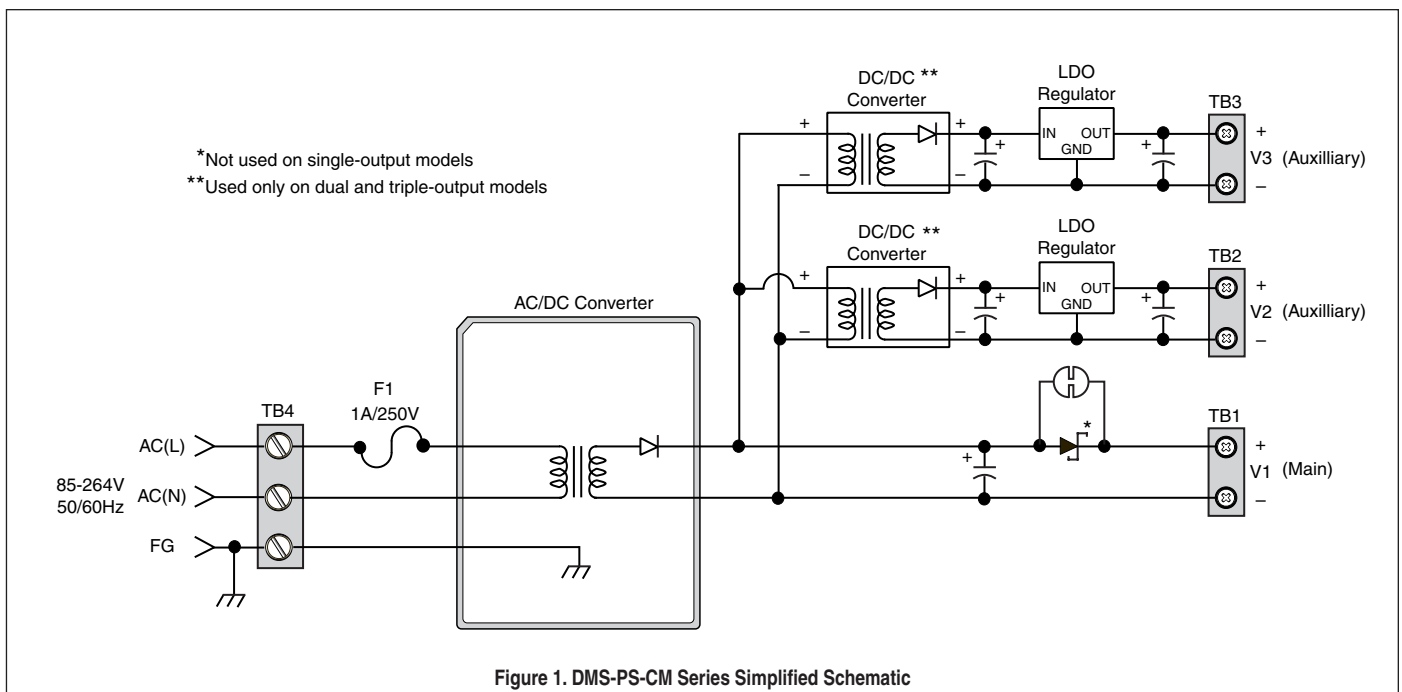 *Not used on single-output models
**Used only on dual and triple-output models
DC/DC **
Converter
LDO
Regulator
TB3
+
–
+
–
+
IN OUT
GND
+
+
V3 (Auxilliary)
–
DC/DC **
Converter
LDO
Regulator
TB2
+
–
+
–
+
IN OUT
GND
+
+
V2 (Auxilliary)
–
AC/DC Converter
F1
1A/250V
TB4
AC(L)
85-264V
50/60Hz
AC(N)
FG
+
*
TB1
+
V1 (Main)
–
Figure 1. DMS-PS-CM Series Simplified Schematic